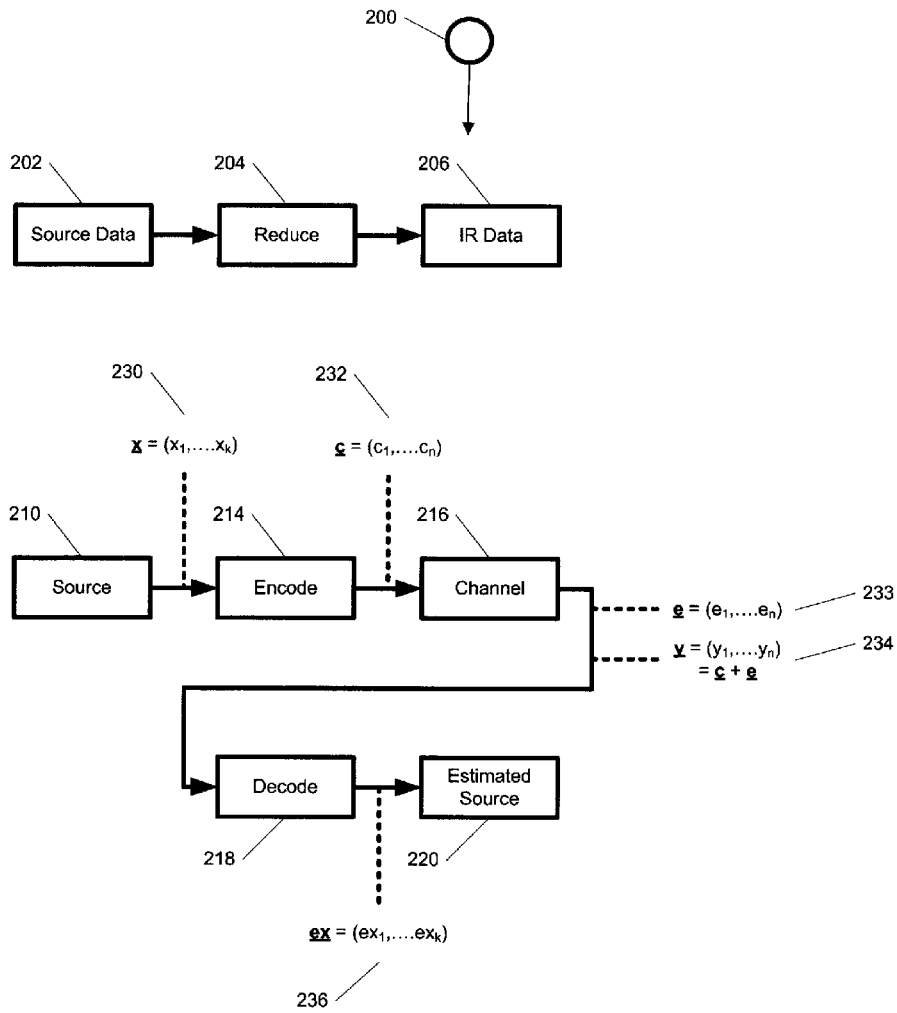 200
202
204
206
Source Data
Reduce
IR Data
230
232
x = (x1,....xk)
c = (c1,....cn)
210
214
216
Source
Encode
Channel
e = (e1,....en)
233
y = (y1,....yn)
= c + e
234
Decode
Estimated
Source
218
220
ex = (ex1,....exk)
236